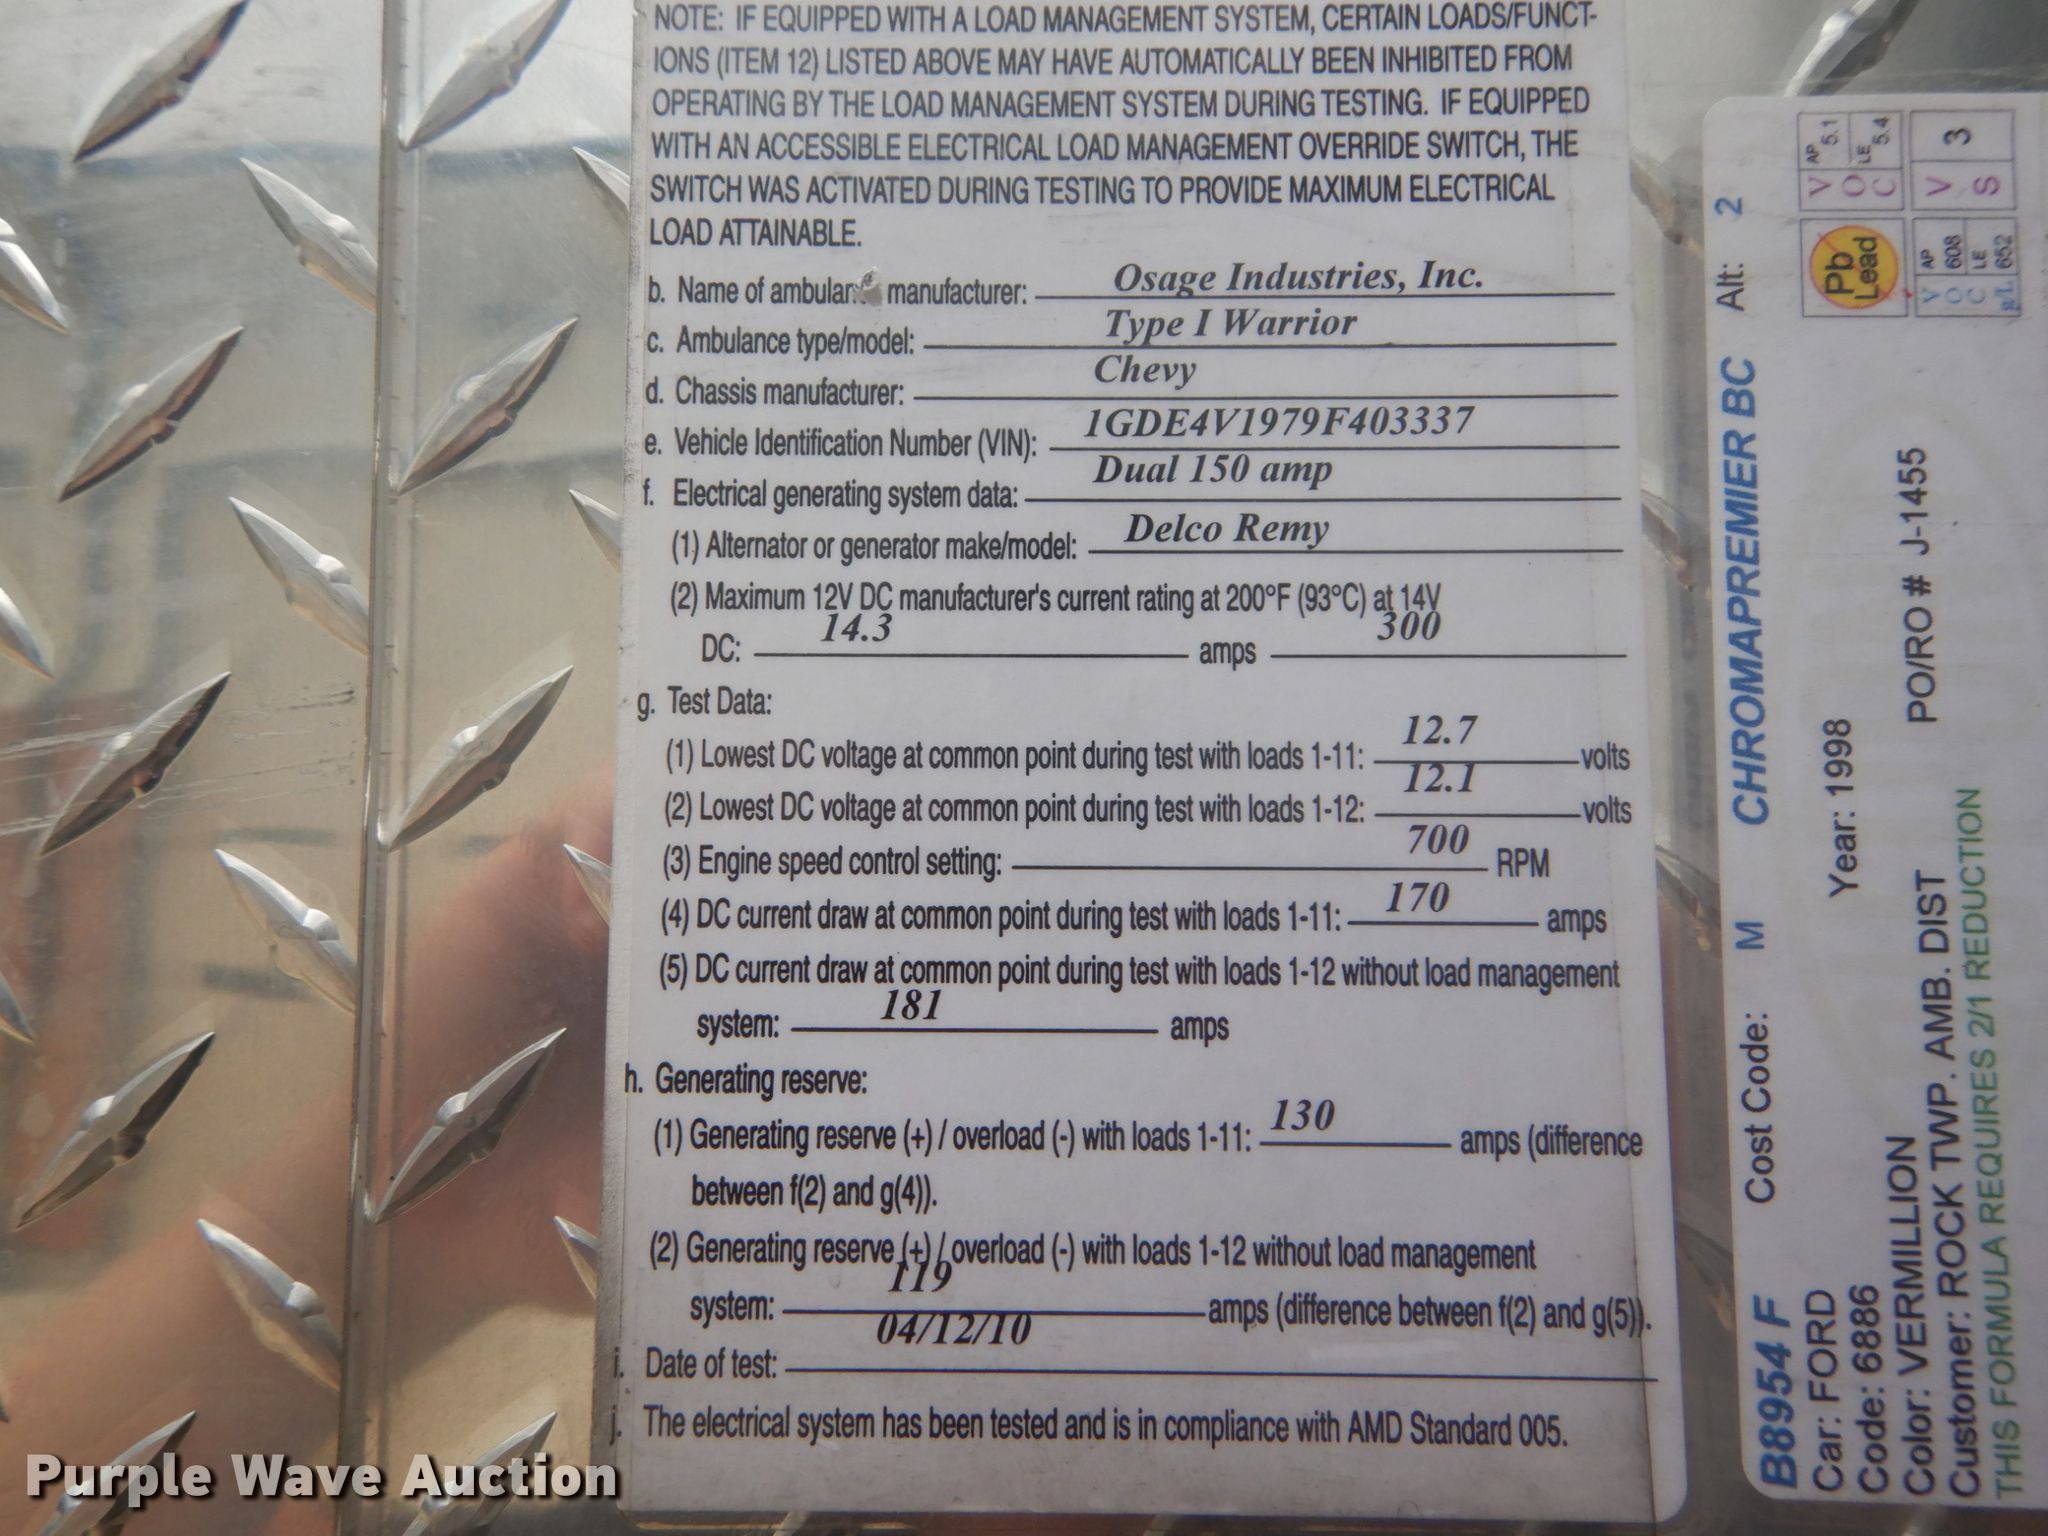 NOTE: IF EQUIPPED WITH A LOAD MANAGEMENT SYSTEM, CERTAIN LOADS/FUNCT-
IONS (ITEM 12) LISTED ABOVE MAY HAVE AUTOMATICALLY BEEN INHIBITED FROM
OPERATING BY THE LOAD MANAGEMENT SYSTEM DURING TESTING. IF EQUIPPED
WITH AN ACCESSIBLE ELECTRICAL LOAD MANAGEMENT OVERRIDE SWITCH, THE
SWITCH WAS ACTIVATED DURING TESTING TO PROVIDE MAXIMUM ELECTRICAL
LOAD ATTAINABLE.
b. Name of ambulan manufacturer: Osage Industries, Inc.
c. Ambulance type/model: Type I Warrior
d. Chassis manufacturer: Chevy
e. Vehicle Identification Number (VIN): 1GDE4V1979F403337
f. Electrical generating system data: Dual 150 amp
(1) Alternator or generator make/model: Delco Remy
(2) Maximum 12V DC manufacturer's current rating at 200°F (93°C) at 14V
DC: 14.3 amps 300
g. Test Data:
(1) Lowest DC voltage at common point during test with loads 1-11: 12.7 volts
(2) Lowest DC voltage at common point during test with loads 1-12: 12.1 volts
(3) Engine speed control setting: 700 RPM
(4) DC current draw at common point during test with loads 1-11: 170 amps
(5) DC current draw at common point during test with loads 1-12 without load management
system: 181 amps
h. Generating reserve:
(1) Generating reserve (+) / overload (-) with loads 1-11: 130 amps (difference
between f(2) and g(4)).
(2) Generating reserve (+) / overload (-) with loads 1-12 without load management
system: 119 amps (difference between f(2) and g(5)).
i. Date of test: 04/12/10
j. The electrical system has been tested and is in compliance with AMD Standard 005.
B8954 F Cost Code: M CHROMAPREMIER BC Alt: 2
Car: FORD
Code: 6886 Year: 1998
Color: VERMILLION
Customer: ROCK TWP. AMB. DIST PO/RO # J-1455
THIS FORMULA REQUIRES 2/1 REDUCTION
Pb Lead
VOC AP 5.1 LE 5.4
VOC g/L AP 608 LE 652
VS 3
Purple Wave Auction